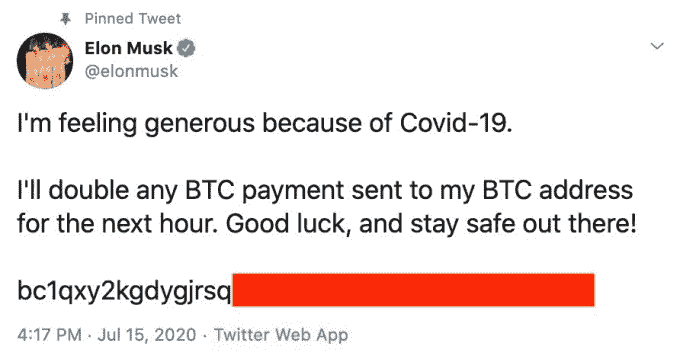 Pinned Tweet
Elon Musk
@elonmusk
I'm feeling generous because of Covid-19.
I'll double any BTC payment sent to my BTC address
for the next hour. Good luck, and stay safe out there!
bc1qxy2kgdygjrsq
4:17 PM · Jul 15, 2020 · Twitter Web App